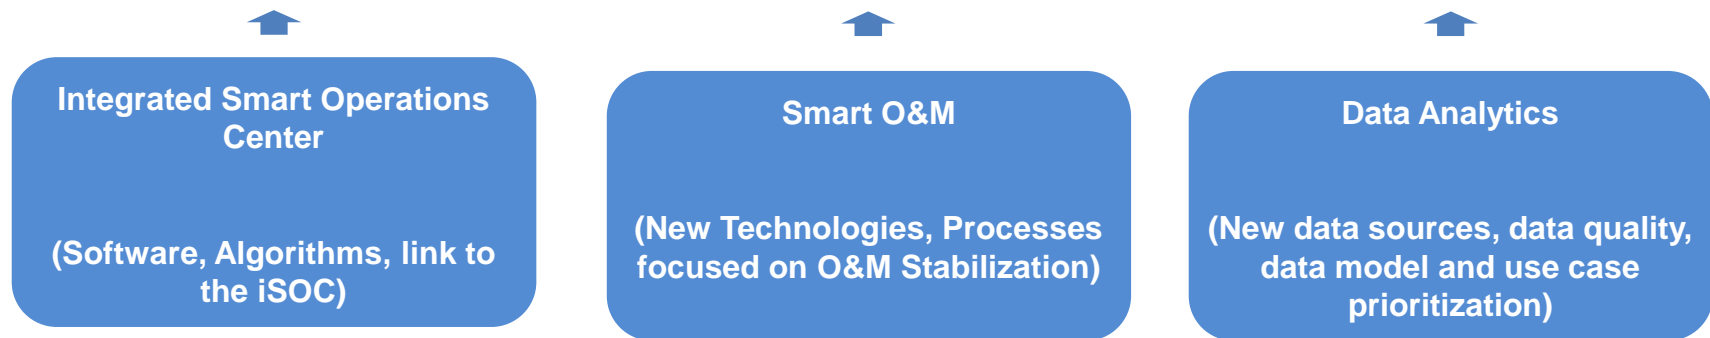 Integrated Smart Operations
Center
(Software, Algorithms, link to
the iSOC)
Smart O&M
(New Technologies, Processes
focused on O&M Stabilization)
Data Analytics
(New data sources, data quality,
data model and use case
prioritization)